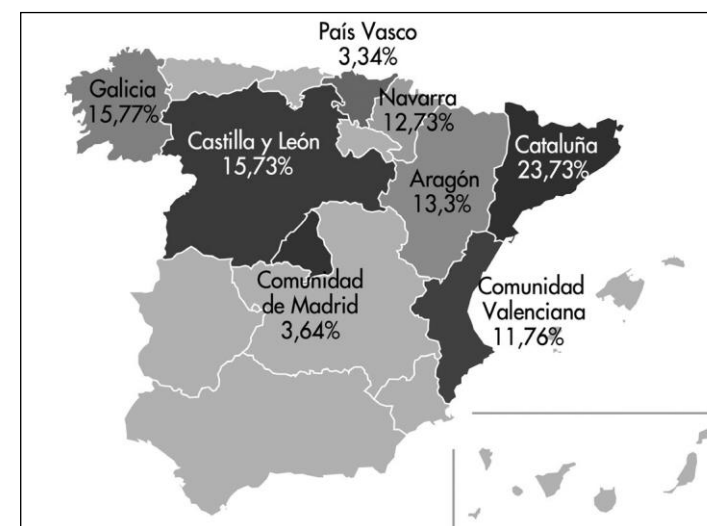 País Vasco
3,34%
Galicia
15,77%
Navarra
12,73%
Castilla y León
15,73%
Cataluña
23,73%
Aragón
13,3%
Comunidad
de Madrid
3,64%
Comunidad
Valenciana
11,76%